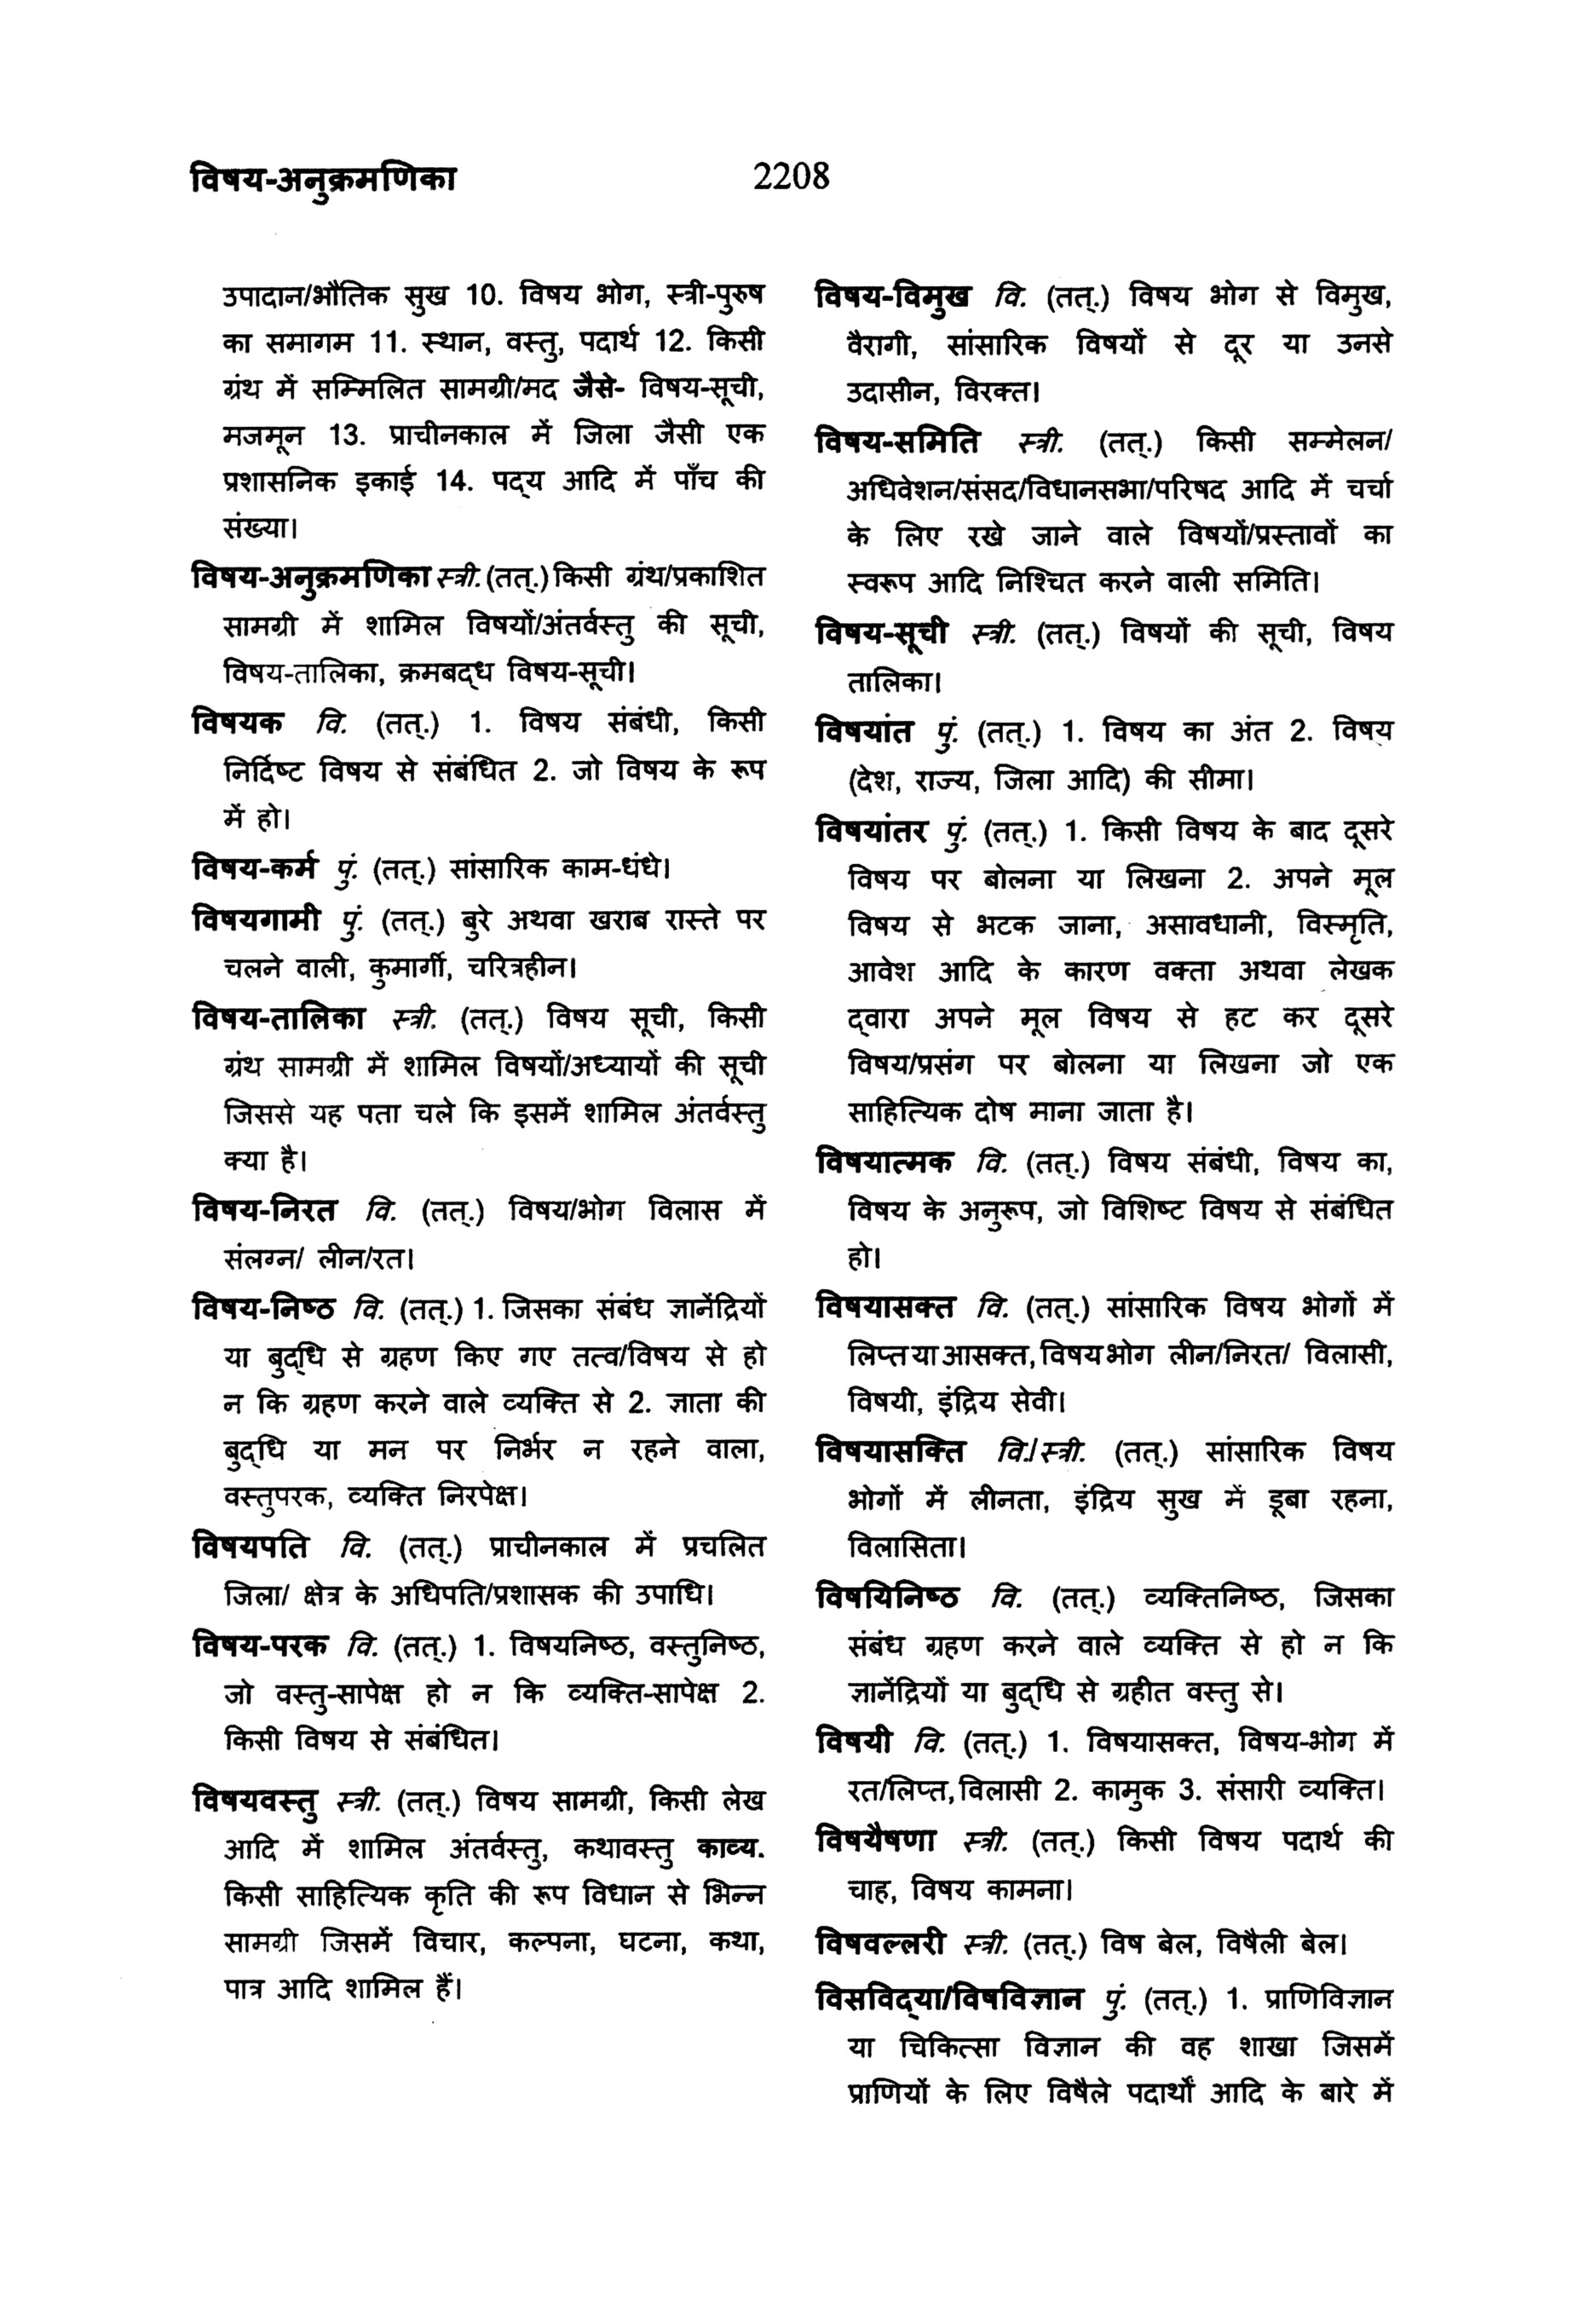 विषय-अनुक्रमणिका
2208
उपादान/भौतिक सुख 10. विषय भोग, स्त्री-पुरुष
का समागम 11. स्थान, वस्तु, पदार्थ 12. किसी
ग्रंथ में सम्मिलित सामग्री/मद जैसे- विषय-सूची,
मजमून 13. प्राचीनकाल में जिला जैसी एक
प्रशासनिक इकाई 14. पद्‌य आदि में पाँच की
संख्या।
विषय-अनुक्रमणिका स्त्री. (तत्.) किसी ग्रंथ/प्रकाशित
सामग्री में शामिल विषयों/अंतर्वस्तु की सूची,
विषय-तालिका, क्रमबद्‌ध विषय-सूची।
विषयक वि. (तत्.) 1. विषय संबंधी, किसी
निर्दिष्ट विषय से संबंधित 2. जो विषय के रूप
में हो।
विषय-कर्म पुं. (तत्.) सांसारिक काम-धंधे।
विषयगामी पुं. (तत्.) बुरे अथवा खराब रास्ते पर
चलने वाली, कुमार्गी, चरित्रहीन।
विषय-तालिका स्त्री. (तत्.) विषय सूची, किसी
ग्रंथ सामग्री में शामिल विषयों/अध्यायों की सूची
जिससे यह पता चले कि इसमें शामिल अंतर्वस्तु
क्या है।
विषय-निरत वि. (तत्.) विषय/भोग विलास में
संलग्न/ लीन/रत।
विषय-निष्ठ वि. (तत्.) 1. जिसका संबंध ज्ञानेंद्रियों
या बुद्‌धि से ग्रहण किए गए तत्व/विषय से हो
न कि ग्रहण करने वाले व्यक्ति से 2. ज्ञाता की
बुद्‌धि या मन पर निर्भर न रहने वाला,
वस्तुपरक, व्यक्ति निरपेक्ष।
विषयपति वि. (तत्.) प्राचीनकाल में प्रचलित
जिला/ क्षेत्र के अधिपति/प्रशासक की उपाधि।
विषय-परक वि. (तत्.) 1. विषयनिष्ठ, वस्तुनिष्ठ,
जो वस्तु-सापेक्ष हो न कि व्यक्ति-सापेक्ष 2.
किसी विषय से संबंधित।
विषयवस्तु स्त्री. (तत्.) विषय सामग्री, किसी लेख
आदि में शामिल अंतर्वस्तु, कथावस्तु काव्य.
किसी साहित्यिक कृति की रूप विधान से भिन्न
सामग्री जिसमें विचार, कल्पना, घटना, कथा,
पात्र आदि शामिल हैं।
विषय-विमुख वि. (तत्.) विषय भोग से विमुख,
वैरागी, सांसारिक विषयों से दूर या उनसे
उदासीन, विरक्त।
विषय-समिति स्त्री. (तत्.) किसी सम्मेलन/
अधिवेशन/संसद/विधानसभा/परिषद आदि में चर्चा
के लिए रखे जाने वाले विषयों/प्रस्तावों का
स्वरूप आदि निश्चित करने वाली समिति।
विषय-सूची स्त्री. (तत्.) विषयों की सूची, विषय
तालिका।
विषयांत पुं. (तत्.) 1. विषय का अंत 2. विषय
(देश, राज्य, जिला आदि) की सीमा।
विषयांतर पुं. (तत्.) 1. किसी विषय के बाद दूसरे
विषय पर बोलना या लिखना 2. अपने मूल
विषय से भटक जाना, असावधानी, विस्मृति,
आवेश आदि के कारण वक्ता अथवा लेखक
द्‌वारा अपने मूल विषय से हट कर दूसरे
विषय/प्रसंग पर बोलना या लिखना जो एक
साहित्यिक दोष माना जाता है।
विषयात्मक वि. (तत्.) विषय संबंधी, विषय का,
विषय के अनुरूप, जो विशिष्ट विषय से संबंधित
हो।
विषयासक्त वि. (तत्.) सांसारिक विषय भोगों में
लिप्त या आसक्त, विषय भोग लीन/निरत/ विलासी,
विषयी, इंद्रिय सेवी।
विषयासक्ति वि./स्त्री. (तत्.) सांसारिक विषय
भोगों में लीनता, इंद्रिय सुख में डूबा रहना,
विलासिता।
विषयिनिष्ठ वि. (तत्.) व्यक्तिनिष्ठ, जिसका
संबंध ग्रहण करने वाले व्यक्ति से हो न कि
ज्ञानेंद्रियों या बुद्‌धि से ग्रहीत वस्तु से।
विषयी वि. (तत्.) 1. विषयासक्त, विषय-भोग में
रत/लिप्त, विलासी 2. कामुक 3. संसारी व्यक्ति।
विषयैषणा स्त्री. (तत्.) किसी विषय पदार्थ की
चाह, विषय कामना।
विषवल्लरी स्त्री. (तत्.) विष बेल, विषैली बेल।
विसविद्‌या/विषविज्ञान पुं. (तत्.) 1. प्राणिविज्ञान
या चिकित्सा विज्ञान की वह शाखा जिसमें
प्राणियों के लिए विषैले पदार्थों आदि के बारे में